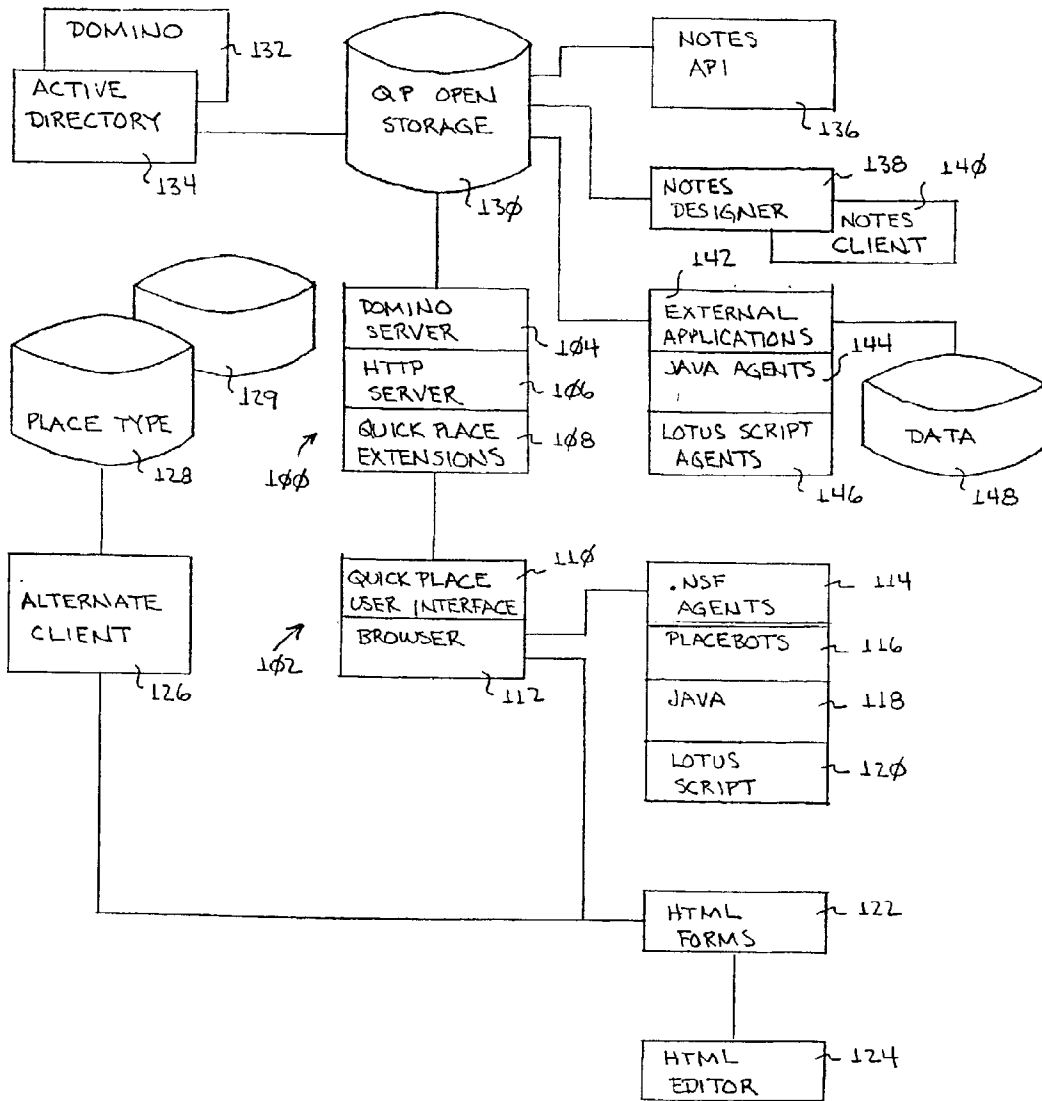 DOMINO
132
ACTIVE
DIRECTORY
134
QP OPEN
STORAGE
130
NOTES
API
136
138
140
NOTES
DESIGNER
NOTES
CLIENT
142
EXTERNAL
APPLICATIONS
144
JAVA AGENTS
LOTUS SCRIPT
AGENTS
146
DATA
148
DOMINO
SERVER
104
HTTP
SERVER
106
QUICK PLACE
EXTENSIONS
108
100
129
PLACE TYPE
128
ALTERNATE
CLIENT
126
QUICK PLACE
USER INTERFACE
110
BROWSER
112
102
.NSF
AGENTS
114
PLACEBOTS
116
JAVA
118
LOTUS
SCRIPT
120
HTML
FORMS
122
HTML
EDITOR
124